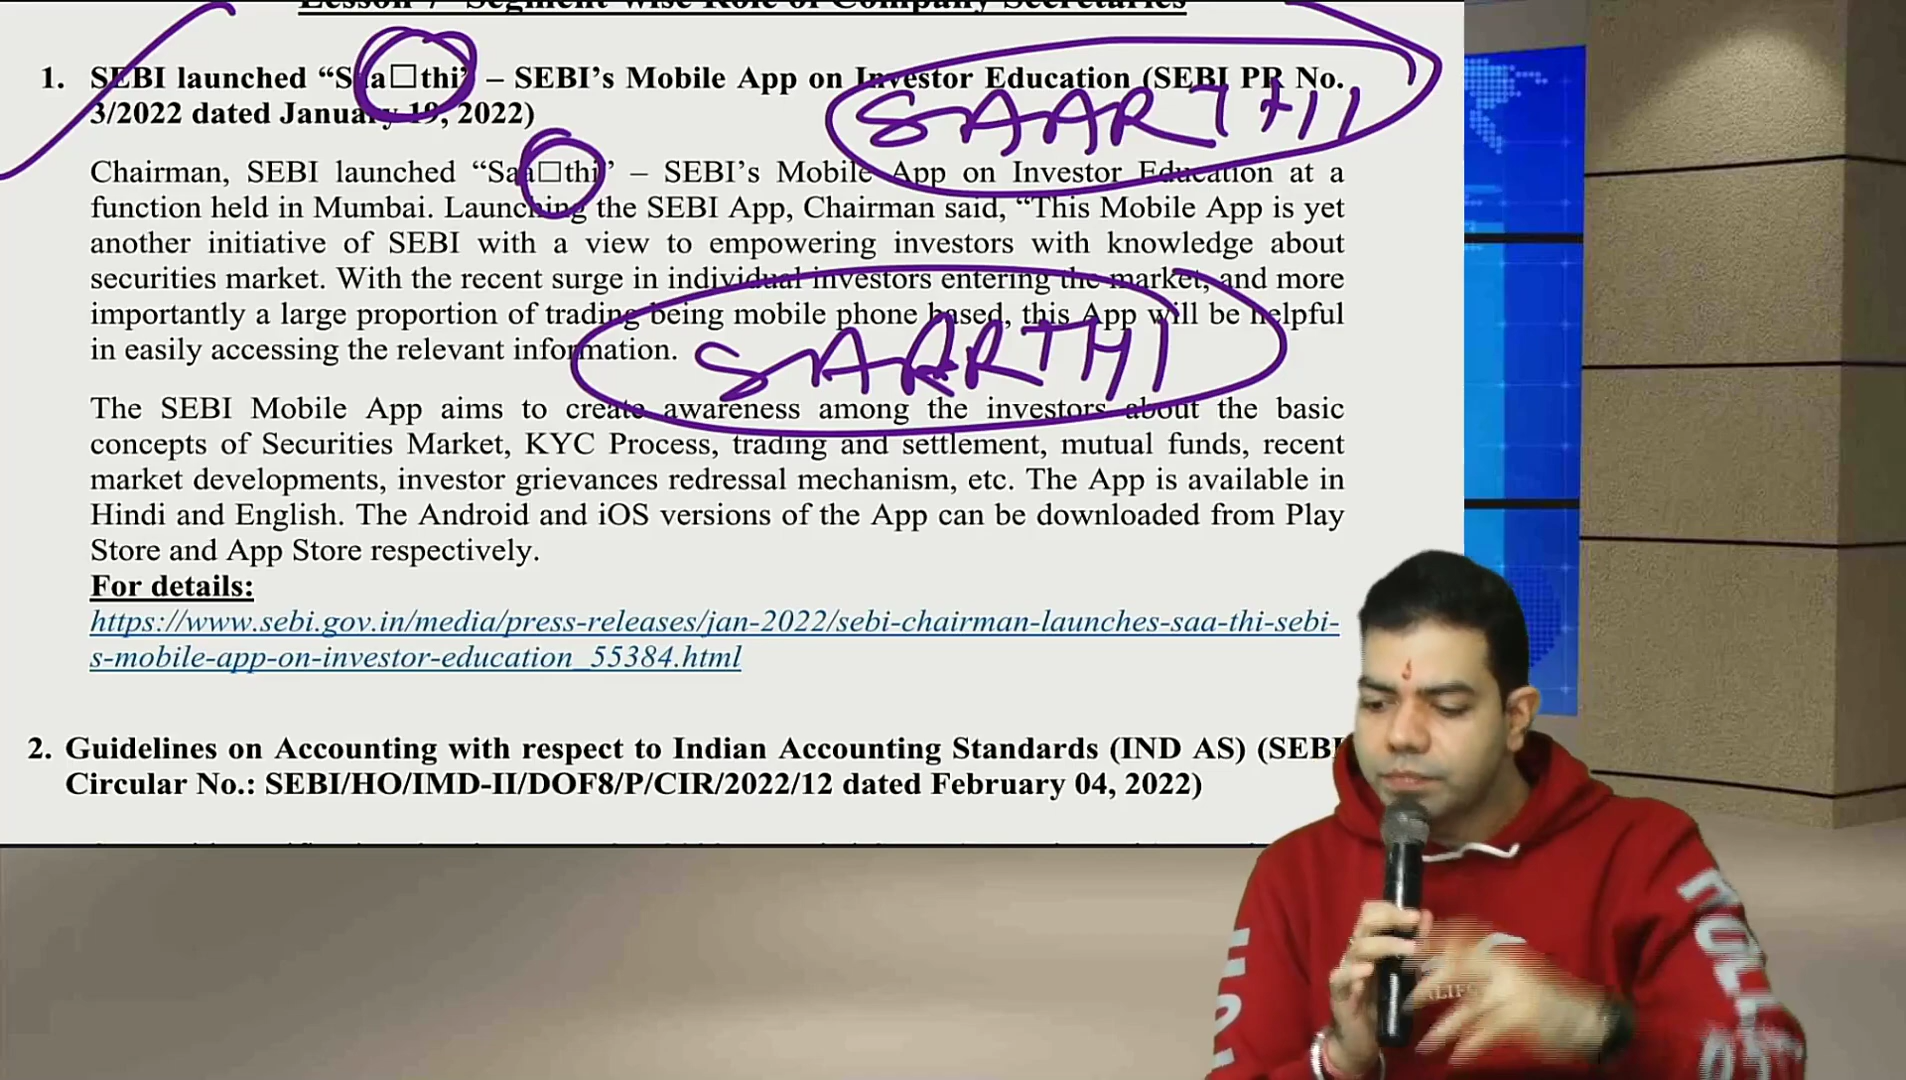 Lesson 7 Segment-wise Role of Company Secretaries
1. SEBI launched “Saa□thi” – SEBI’s Mobile App on Investor Education (SEBI PR No.
3/2022 dated January 19, 2022)
SAARTHI
Chairman, SEBI launched “Saa□thi” – SEBI’s Mobile App on Investor Education at a
function held in Mumbai. Launching the SEBI App, Chairman said, “This Mobile App is yet
another initiative of SEBI with a view to empowering investors with knowledge about
securities market. With the recent surge in individual investors entering the market, and more
importantly a large proportion of trading being mobile phone based, this App will be helpful
in easily accessing the relevant information.
SAARTHI
The SEBI Mobile App aims to create awareness among the investors about the basic
concepts of Securities Market, KYC Process, trading and settlement, mutual funds, recent
market developments, investor grievances redressal mechanism, etc. The App is available in
Hindi and English. The Android and iOS versions of the App can be downloaded from Play
Store and App Store respectively.
For details:
https://www.sebi.gov.in/media/press-releases/jan-2022/sebi-chairman-launches-saa-thi-sebi-
s-mobile-app-on-investor-education_55384.html
2. Guidelines on Accounting with respect to Indian Accounting Standards (IND AS) (SEBI
Circular No.: SEBI/HO/IMD-II/DOF8/P/CIR/2022/12 dated February 04, 2022)